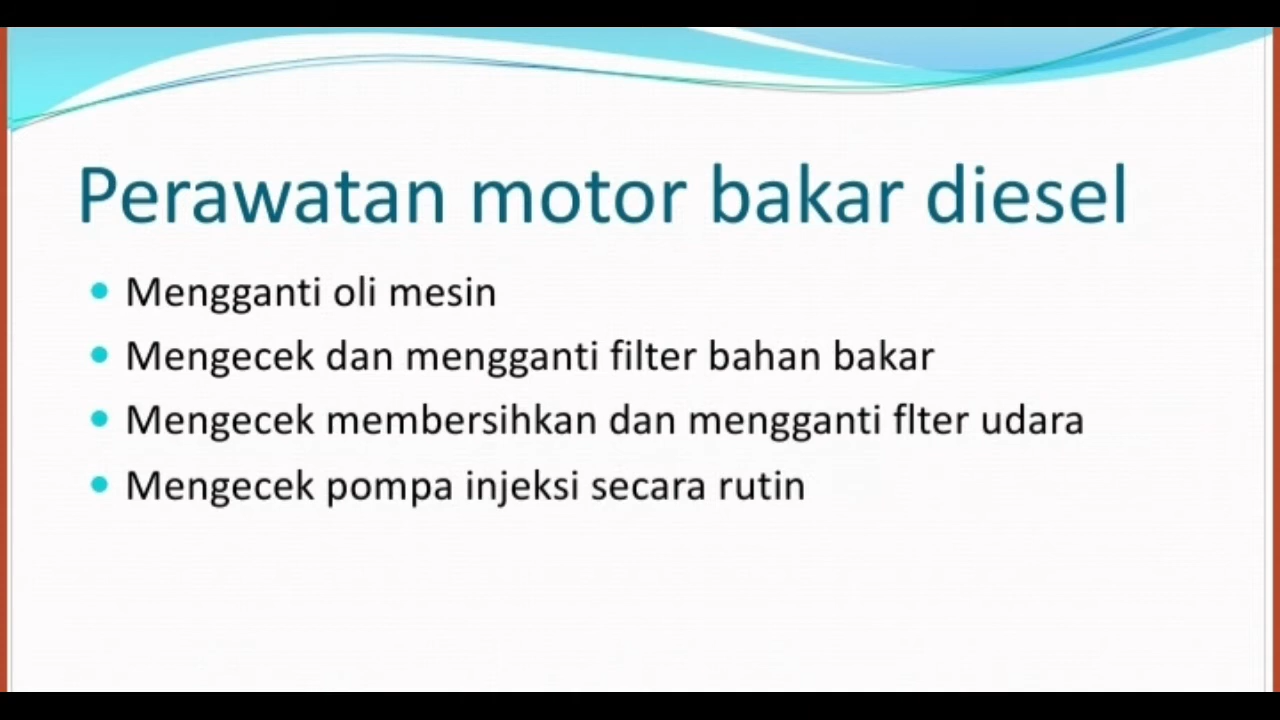 Perawatan motor bakar diesel
• Mengganti oli mesin
• Mengecek dan mengganti filter bahan bakar
• Mengecek membersihkan dan mengganti flter udara
• Mengecek pompa injeksi secara rutin